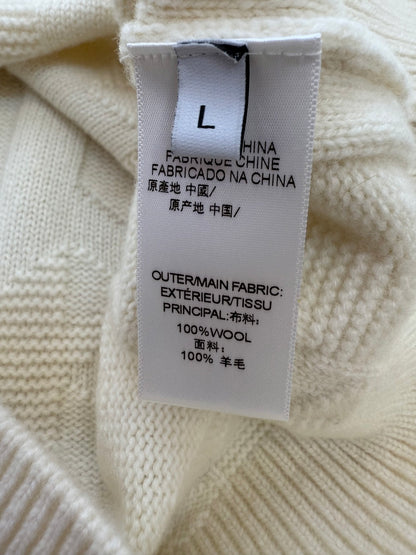 L
CHINA
FABRIQUE CHINE
FABRICADO NA CHINA
原產地 中國/
原产地 中国/
OUTER/MAIN FABRIC:
EXTÉRIEUR/TISSU
PRINCIPAL:布料:
100%WOOL
面料:
100% 羊毛